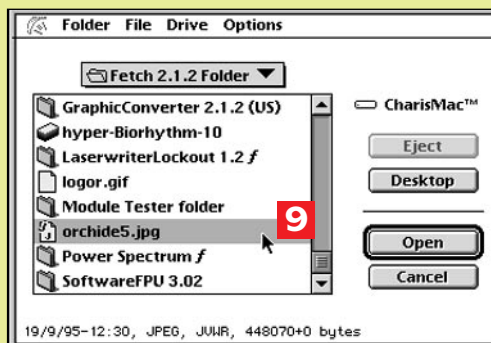 Folder File Drive Options
Fetch 2.1.2 Folder
GraphicConverter 2.1.2 (US)
hyper-Biorhythm-10
LaserwriterLockout 1.2 ƒ
logor.gif
Module Tester folder
orchide5.jpg
Power Spectrum ƒ
SoftwareFPU 3.02
9
CharisMac™
Eject
Desktop
Open
Cancel
19/9/95-12:30, JPEG, JVWR, 448070+0 bytes